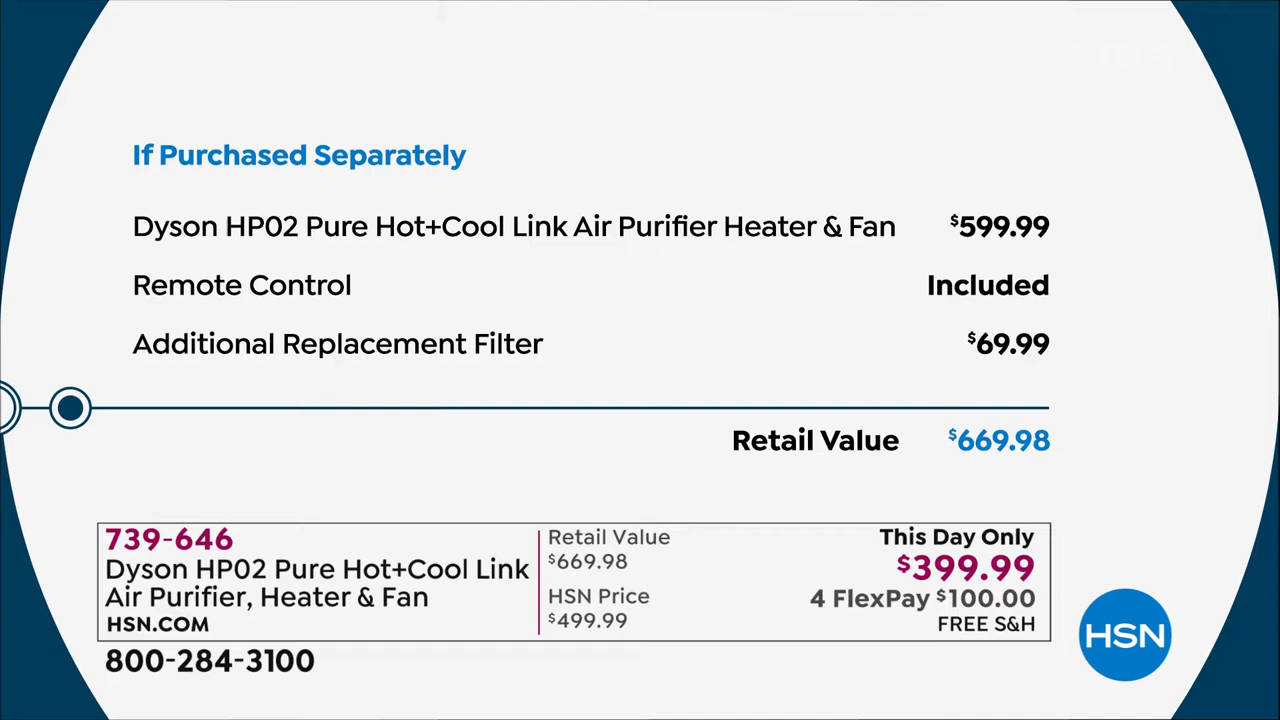 If Purchased Separately
Dyson HP02 Pure Hot+Cool Link Air Purifier Heater & Fan $599.99
Remote Control Included
Additional Replacement Filter $69.99
Retail Value $669.98
739-646
Dyson HP02 Pure Hot+Cool Link
Air Purifier, Heater & Fan
HSN.COM
Retail Value
$669.98
HSN Price
$499.99
This Day Only
$399.99
4 FlexPay $100.00
FREE S&H
800-284-3100
HSN